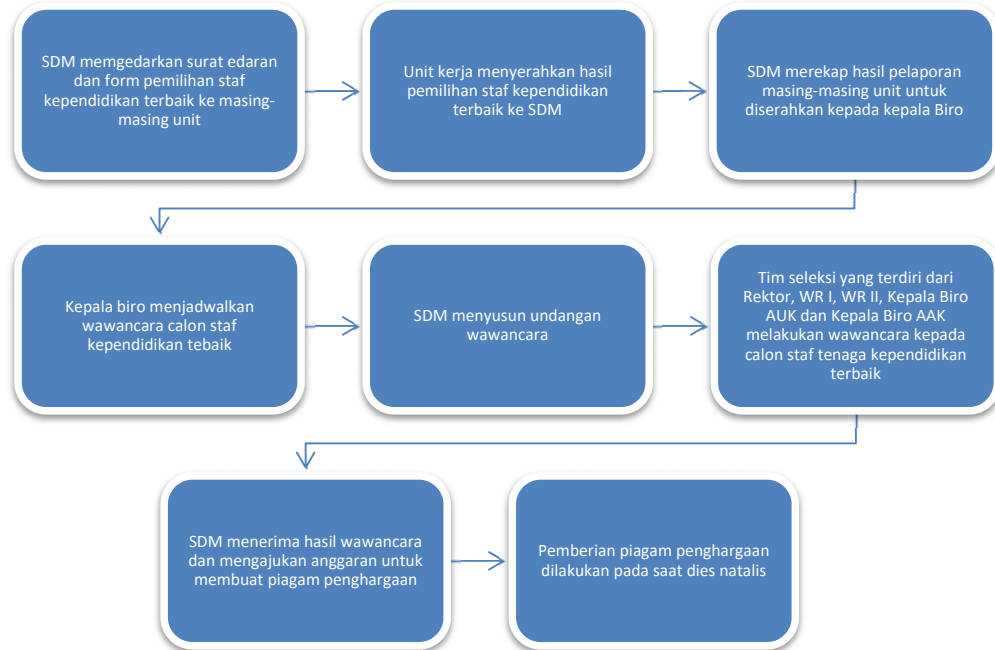 SDM memgedarkan surat edaran
dan form pemilihan staf
kependidikan terbaik ke masing-
masing unit
Unit kerja menyerahkan hasil
pemilihan staf kependidikan
terbaik ke SDM
SDM merekap hasil pelaporan
masing-masing unit untuk
diserahkan kepada kepala Biro
Kepala biro menjadwalkan
wawancara calon staf
kependidikan tebaik
SDM menyusun undangan
wawancara
Tim seleksi yang terdiri dari
Rektor, WR I, WR II, Kepala Biro
AUK dan Kepala Biro AAK
melakukan wawancara kepada
calon staf tenaga kependidikan
terbaik
SDM menerima hasil wawancara
dan mengajukan anggaran untuk
membuat piagam penghargaan
Pemberian piagam penghargaan
dilakukan pada saat dies natalis